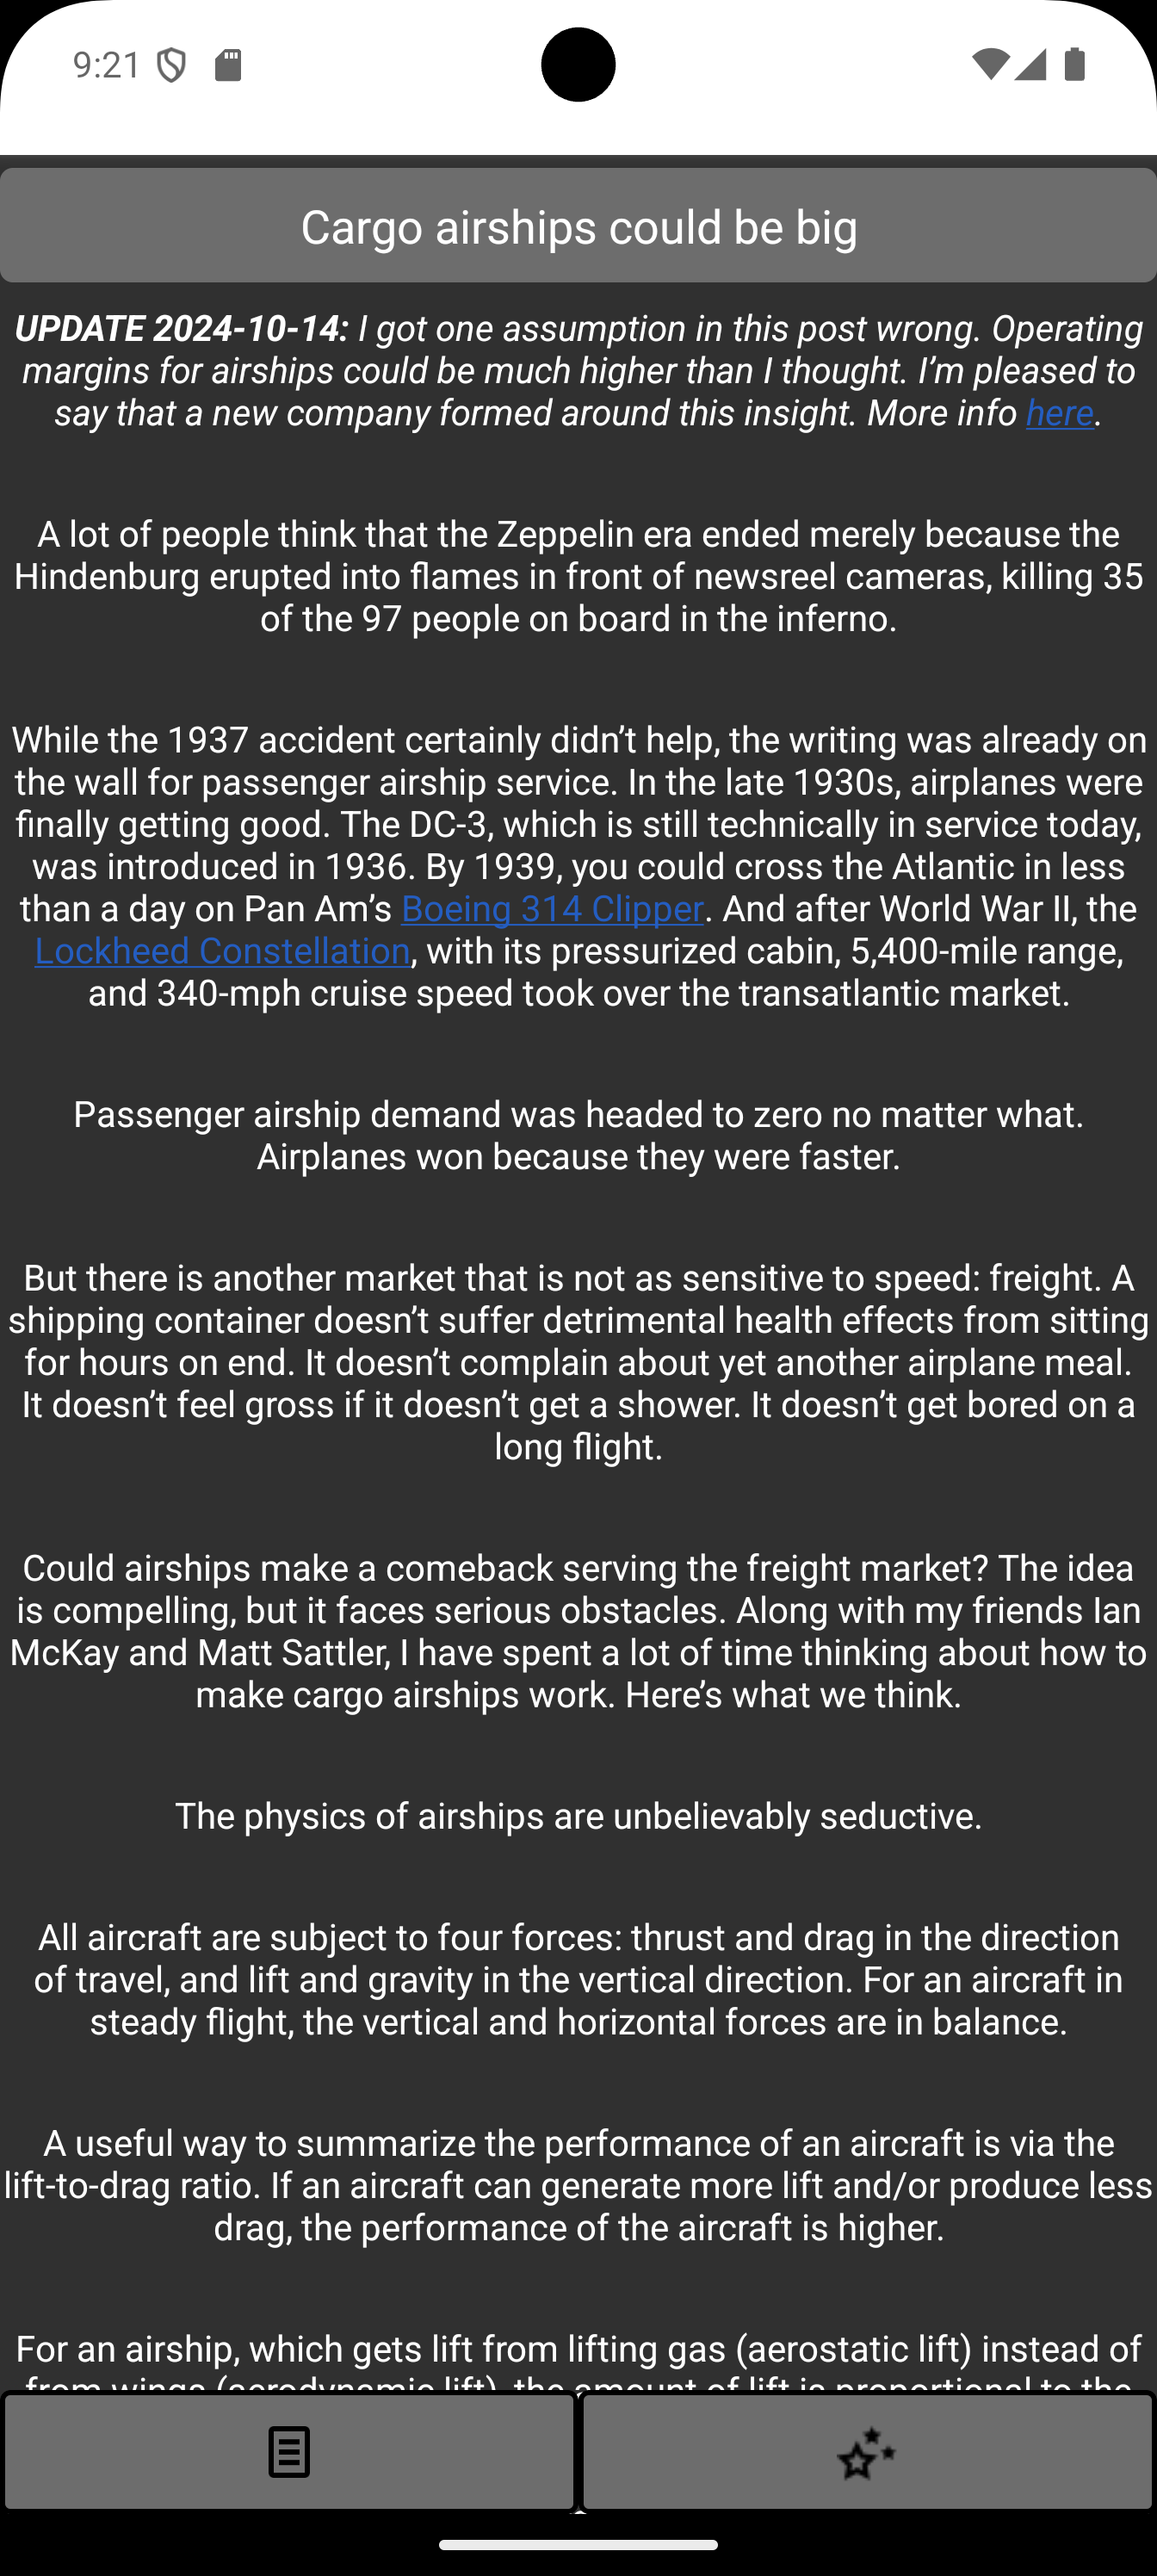 9:21
Cargo airships could be big
UPDATE 2024-10-14: I got one assumption in this post wrong. Operating
margins for airships could be much higher than I thought. I’m pleased to
say that a new company formed around this insight. More info here.
A lot of people think that the Zeppelin era ended merely because the
Hindenburg erupted into flames in front of newsreel cameras, killing 35
of the 97 people on board in the inferno.
While the 1937 accident certainly didn’t help, the writing was already on
the wall for passenger airship service. In the late 1930s, airplanes were
finally getting good. The DC-3, which is still technically in service today,
was introduced in 1936. By 1939, you could cross the Atlantic in less
than a day on Pan Am’s Boeing 314 Clipper. And after World War II, the
Lockheed Constellation, with its pressurized cabin, 5,400-mile range,
and 340-mph cruise speed took over the transatlantic market.
Passenger airship demand was headed to zero no matter what.
Airplanes won because they were faster.
But there is another market that is not as sensitive to speed: freight. A
shipping container doesn’t suffer detrimental health effects from sitting
for hours on end. It doesn’t complain about yet another airplane meal.
It doesn’t feel gross if it doesn’t get a shower. It doesn’t get bored on a
long flight.
Could airships make a comeback serving the freight market? The idea
is compelling, but it faces serious obstacles. Along with my friends Ian
McKay and Matt Sattler, I have spent a lot of time thinking about how to
make cargo airships work. Here’s what we think.
The physics of airships are unbelievably seductive.
All aircraft are subject to four forces: thrust and drag in the direction
of travel, and lift and gravity in the vertical direction. For an aircraft in
steady flight, the vertical and horizontal forces are in balance.
A useful way to summarize the performance of an aircraft is via the
lift-to-drag ratio. If an aircraft can generate more lift and/or produce less
drag, the performance of the aircraft is higher.
For an airship, which gets lift from lifting gas (aerostatic lift) instead of
from wings (aerodynamic lift), the amount of lift is proportional to the